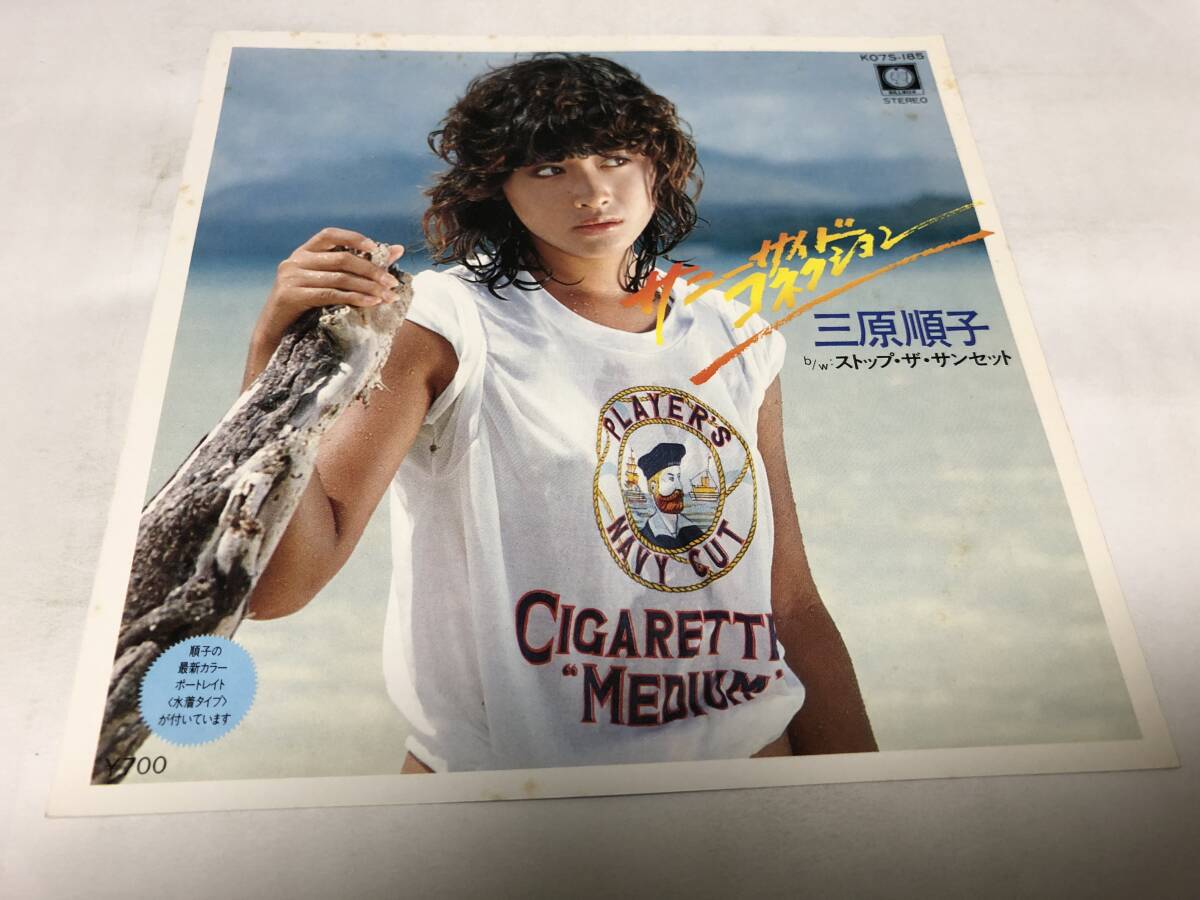 K07S-185
STEREO
サニーサイド
コネクション
三原順子
b/w:ストップ・ザ・サンセット
PLAYER'S
NAVY CUT
CIGARETTE
"MEDIUM"
順子の
最新カラー
ポートレイト
〈水着タイプ〉
が付いています
¥700